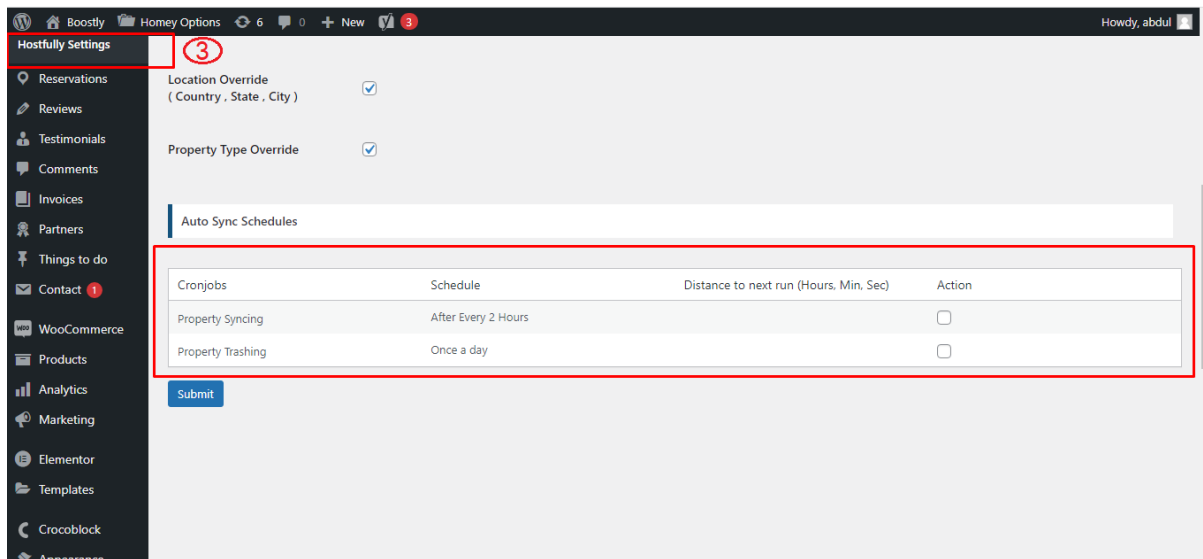 Boostly Homey Options 6 0 + New 3 Howdy, abdul
Hostfully Settings
3
Reservations
Reviews
Testimonials
Comments
Invoices
Partners
Things to do
Contact 1
WooCommerce
Products
Analytics
Marketing
Elementor
Templates
Crocoblock
Appearance
Location Override
( Country , State , City )
Property Type Override
Auto Sync Schedules
Cronjobs Schedule Distance to next run (Hours, Min, Sec) Action
Property Syncing After Every 2 Hours
Property Trashing Once a day
Submit